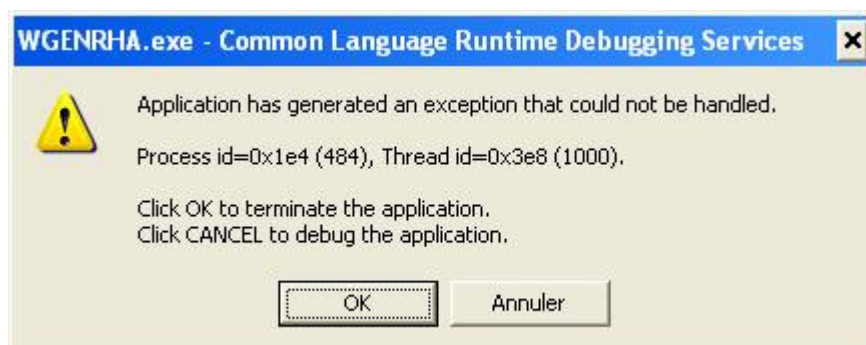 WGENRHA.exe - Common Language Runtime Debugging Services
Application has generated an exception that could not be handled.
Process id=0x1e4 (484), Thread id=0x3e8 (1000).
Click OK to terminate the application.
Click CANCEL to debug the application.
OK Annuler